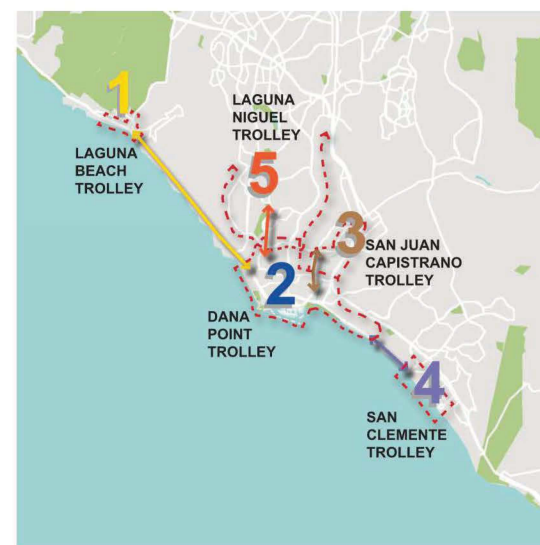 1
LAGUNA
BEACH
TROLLEY
LAGUNA
NIGUEL
TROLLEY
5
3
SAN JUAN
CAPISTRANO
TROLLEY
2
DANA
POINT
TROLLEY
4
SAN
CLEMENTE
TROLLEY